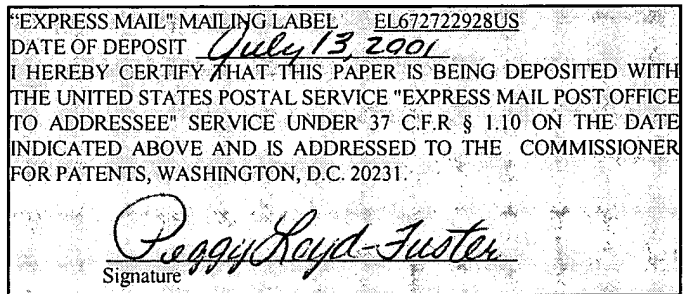 "EXPRESS MAIL" MAILING LABEL EL672722928US
DATE OF DEPOSIT July 13, 2001
I HEREBY CERTIFY THAT THIS PAPER IS BEING DEPOSITED WITH
THE UNITED STATES POSTAL SERVICE "EXPRESS MAIL POST OFFICE
TO ADDRESSEE" SERVICE UNDER 37 C.F.R § 1.10 ON THE DATE
INDICATED ABOVE AND IS ADDRESSED TO THE COMMISSIONER
FOR PATENTS, WASHINGTON, D.C. 20231.
Peggy Loyd-Fuster
Signature